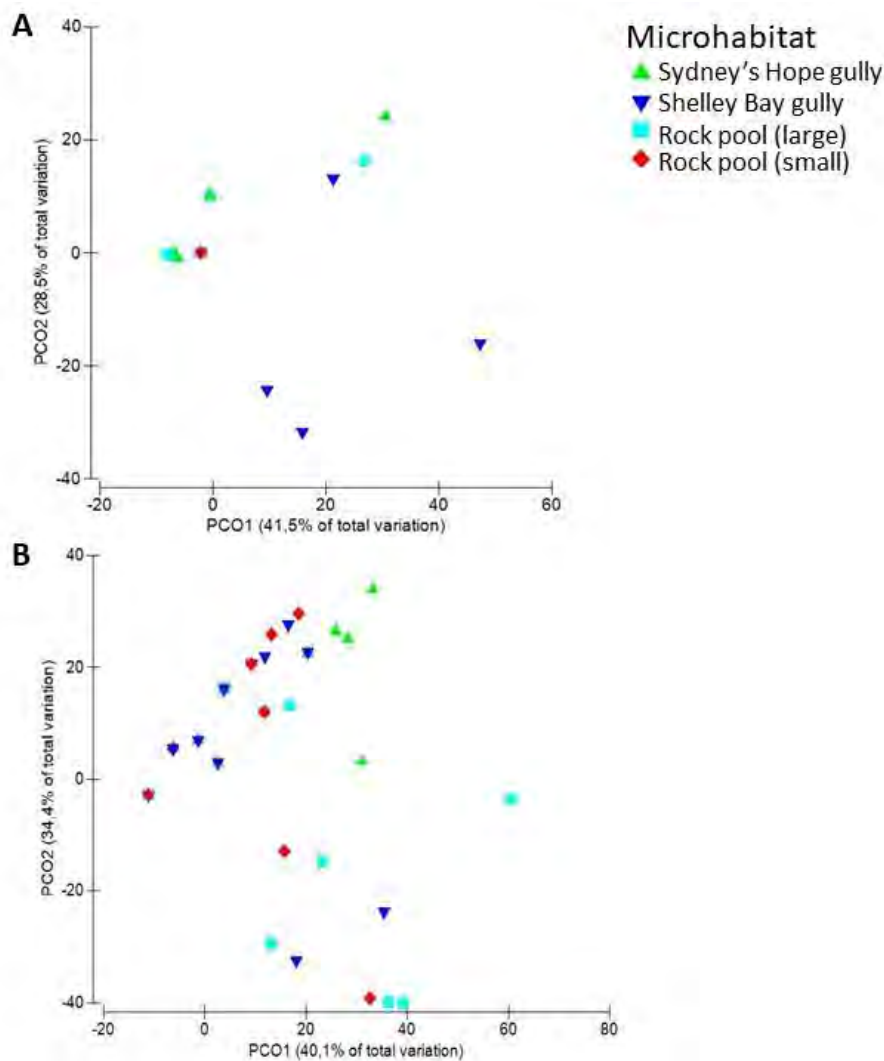 A
40
20
0
-20
-40
PCO2 (28,5% of total variation)
-20 0 20 40 60
PCO1 (41,5% of total variation)
Microhabitat
Sydney's Hope gully
Shelley Bay gully
Rock pool (large)
Rock pool (small)
B
40
20
0
-20
-40
PCO2 (34,4% of total variation)
-20 0 20 40 60 80
PCO1 (40,1% of total variation)